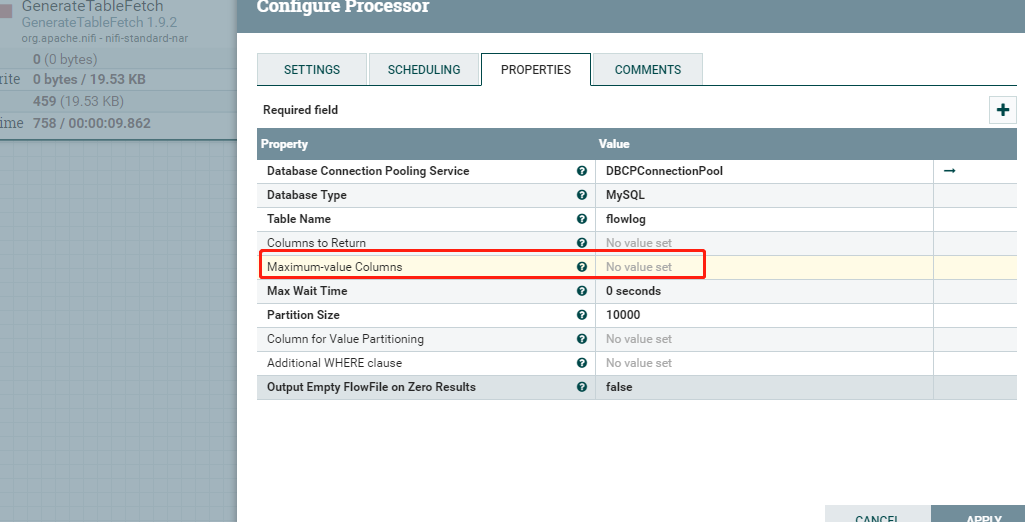 GenerateTableFetch
GenerateTableFetch 1.9.2
org.apache.nifi - nifi-standard-nar
0 (0 bytes)
rite 0 bytes / 19.53 KB
459 (19.53 KB)
ime 758 / 00:00:09.862
Configure Processor
SETTINGS SCHEDULING PROPERTIES COMMENTS
Required field
Property Value
Database Connection Pooling Service DBCPConnectionPool
Database Type MySQL
Table Name flowlog
Columns to Return No value set
Maximum-value Columns No value set
Max Wait Time 0 seconds
Partition Size 10000
Column for Value Partitioning No value set
Additional WHERE clause No value set
Output Empty FlowFile on Zero Results false
CANCEL APPLY